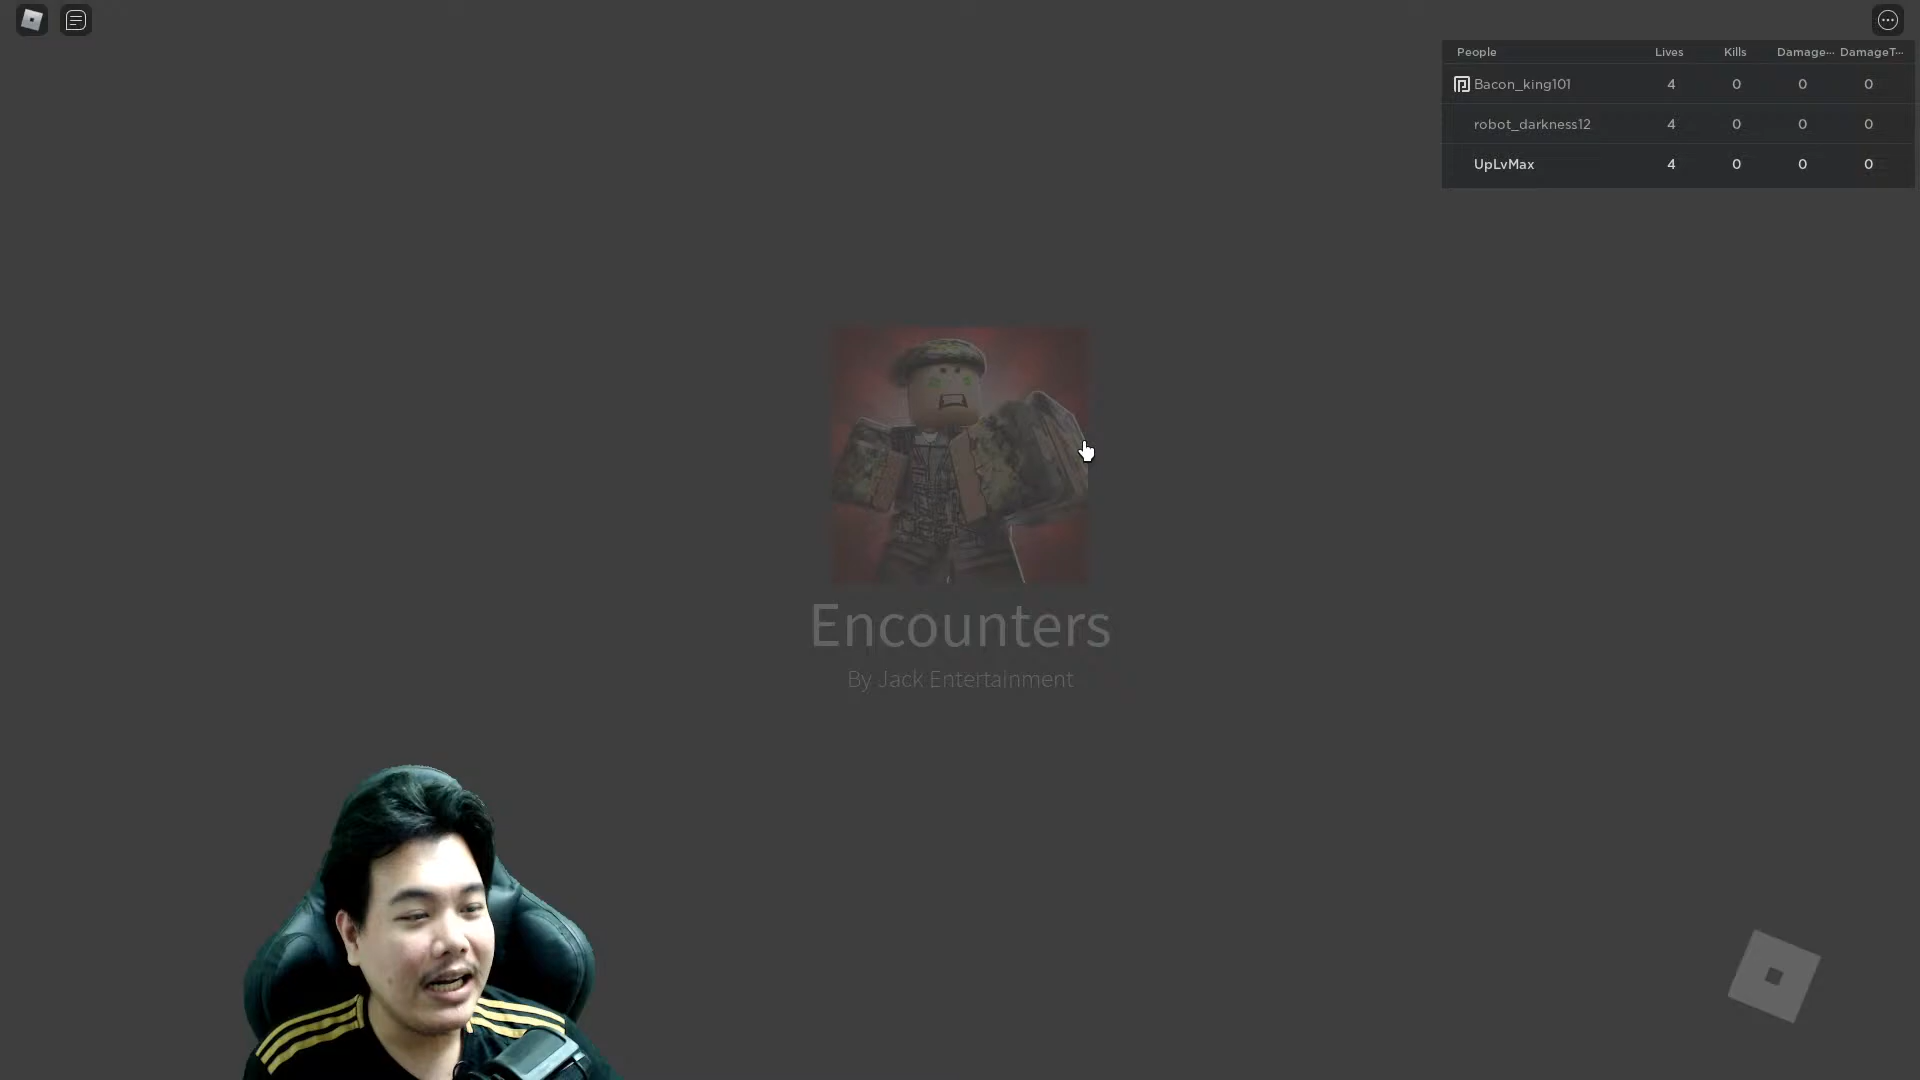 People Lives Kills Damage... DamageT...
Bacon_king101 4 0 0 0
robot_darkness12 4 0 0 0
UpLvMax 4 0 0 0
Encounters
By Jack Entertainment